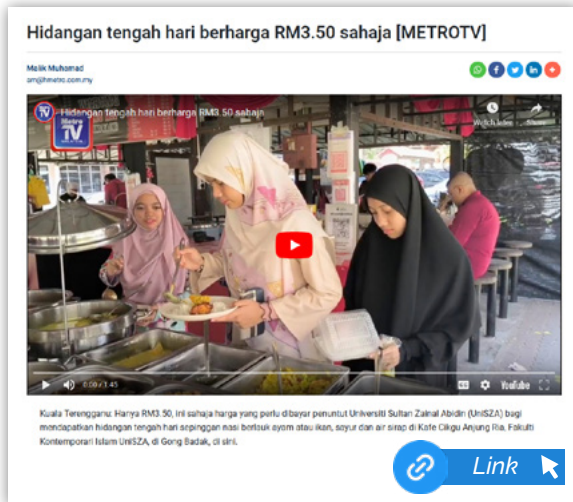 Hidangan tengah hari berharga RM3.50 sahaja [METROTV]
Malik Muhamad
am@hmetro.com.my
Metro
TV
Hidangan tengah hari berharga RM3.50 sahaja
Watch later
Share
0:00 / 1:45
YouTube
Kuala Terengganu: Hanya RM3.50, ini sahaja harga yang perlu dibayar penuntut Universiti Sultan Zainal Abidin (UniSZA) bagi
mendapatkan hidangan tengah hari sepinggan nasi berlauk ayam atau ikan, sayur dan air sirap di Kafe Cikgu Anjung Ria, Fakulti
Kontemporari Islam UniSZA, di Gong Badak, di sini.
Link